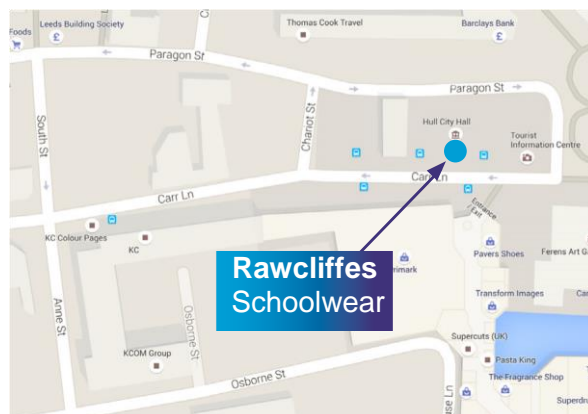 Leeds Building Society
Foods
Thomas Cook Travel
Barclays Bank
Paragon St
Paragon St
South St
Chariot St
Hull City Hall
Tourist
Information Centre
Carr Ln
Carr Ln
KC Colour Pages
KC
Entrance
/ Exit
Pavers Shoes
Ferens Art
Rawcliffes
Schoolwear
Transform Images
Anne St
Osborne St
KCOM Group
Supercuts (UK)
Pasta King
Osborne St
The Fragrance Shop
Superdr